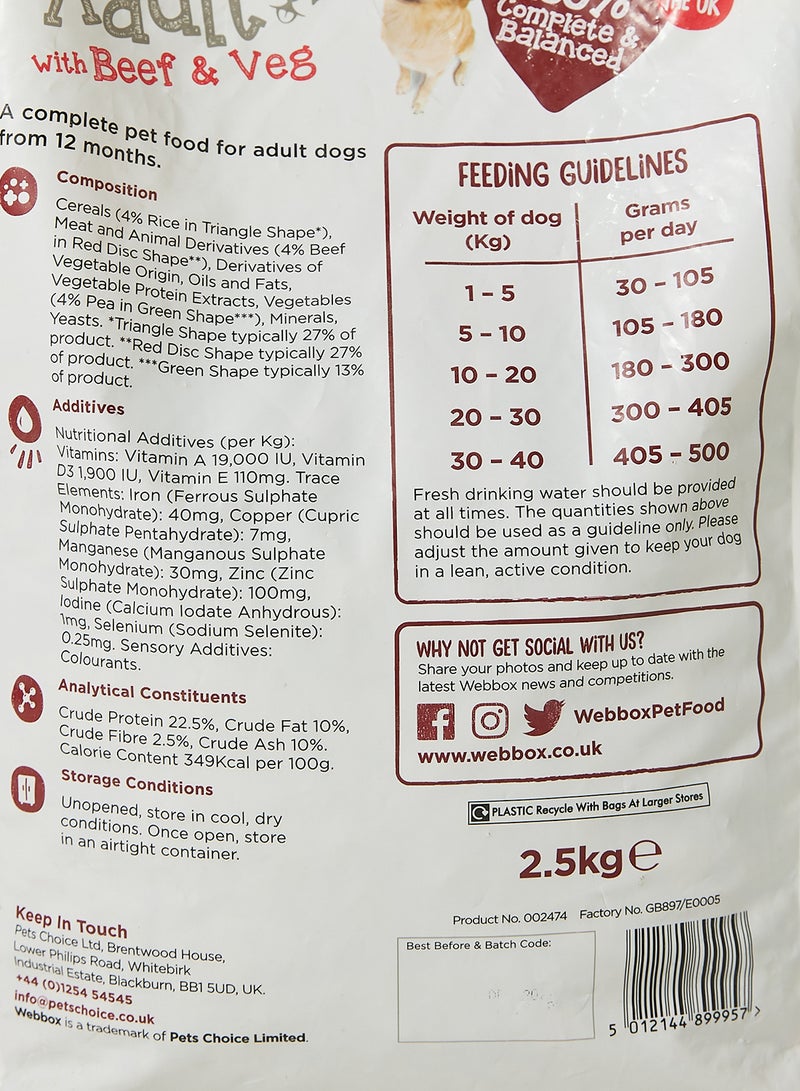 Adult
with Beef & Veg
Complete &
Balanced
THE UK
A complete pet food for adult dogs
from 12 months.
Composition
Cereals (4% Rice in Triangle Shape*),
Meat and Animal Derivatives (4% Beef
in Red Disc Shape**), Derivatives of
Vegetable Origin, Oils and Fats,
Vegetable Protein Extracts, Vegetables
(4% Pea in Green Shape***), Minerals,
Yeasts. *Triangle Shape typically 27% of
product. **Red Disc Shape typically 27%
of product. ***Green Shape typically 13%
of product.
Additives
Nutritional Additives (per Kg):
Vitamins: Vitamin A 19,000 IU, Vitamin
D3 1,900 IU, Vitamin E 110mg. Trace
Elements: Iron (Ferrous Sulphate
Monohydrate): 40mg, Copper (Cupric
Sulphate Pentahydrate): 7mg,
Manganese (Manganous Sulphate
Monohydrate): 30mg, Zinc (Zinc
Sulphate Monohydrate): 100mg,
Iodine (Calcium Iodate Anhydrous):
1mg, Selenium (Sodium Selenite):
0.25mg. Sensory Additives:
Colourants.
Analytical Constituents
Crude Protein 22.5%, Crude Fat 10%,
Crude Fibre 2.5%, Crude Ash 10%.
Calorie Content 349Kcal per 100g.
Storage Conditions
Unopened, store in cool, dry
conditions. Once open, store
in an airtight container.
Keep In Touch
Pets Choice Ltd, Brentwood House,
Lower Philips Road, Whitebirk
Industrial Estate, Blackburn, BB1 5UD, UK.
+44 (0)1254 54545
info@petschoice.co.uk
Webbox is a trademark of Pets Choice Limited.
FEEDING GUIDELINES
Weight of dog (Kg) Grams per day
1 - 5 30 - 105
5 - 10 105 - 180
10 - 20 180 - 300
20 - 30 300 - 405
30 - 40 405 - 500
Fresh drinking water should be provided
at all times. The quantities shown above
should be used as a guideline only. Please
adjust the amount given to keep your dog
in a lean, active condition.
WHY NOT GET SOCIAL WITH US?
Share your photos and keep up to date with the
latest Webbox news and competitions.
WebboxPetFood
www.webbox.co.uk
PLASTIC Recycle With Bags At Larger Stores
2.5kg e
Product No. 002474 Factory No. GB897/E0005
Best Before & Batch Code:
5 012144 899957 >